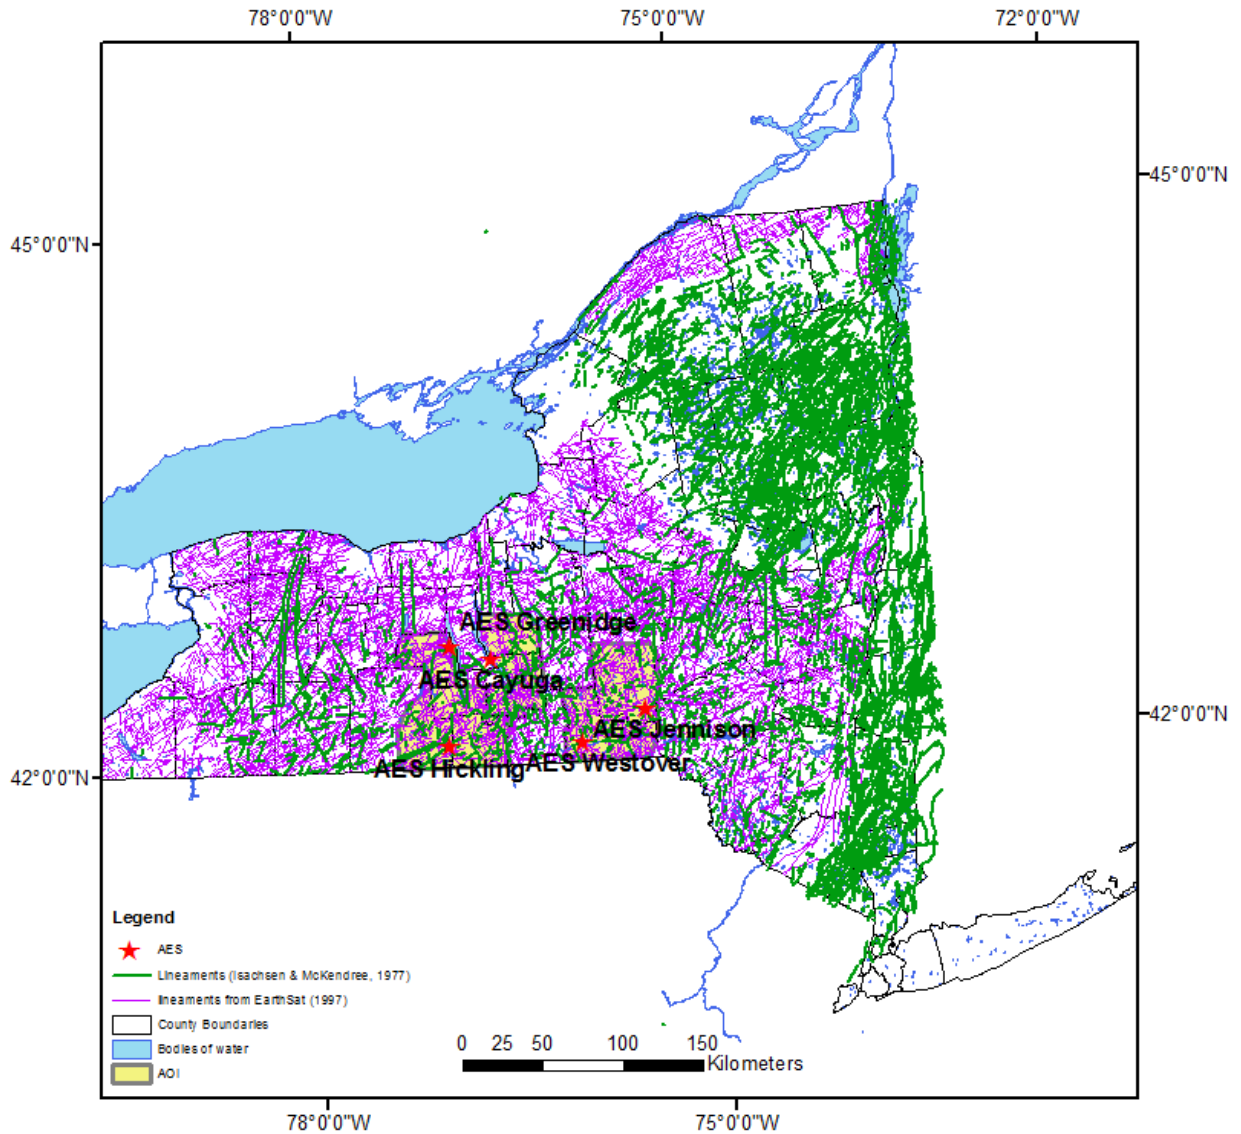 78°0'0"W 75°0'0"W 72°0'0"W
45°0'0"N
45°0'0"N
AES Greenidge
AES Cayuga
AES Jennison
42°0'0"N
AES Hickling
AES Westover
42°0'0"N
Legend
AES
Lineaments (Isachsen & McKendree, 1977)
lineaments from EarthSat (1997)
County Boundaries
Bodies of water
AOI
0 25 50 100 150
Kilometers
78°0'0"W 75°0'0"W